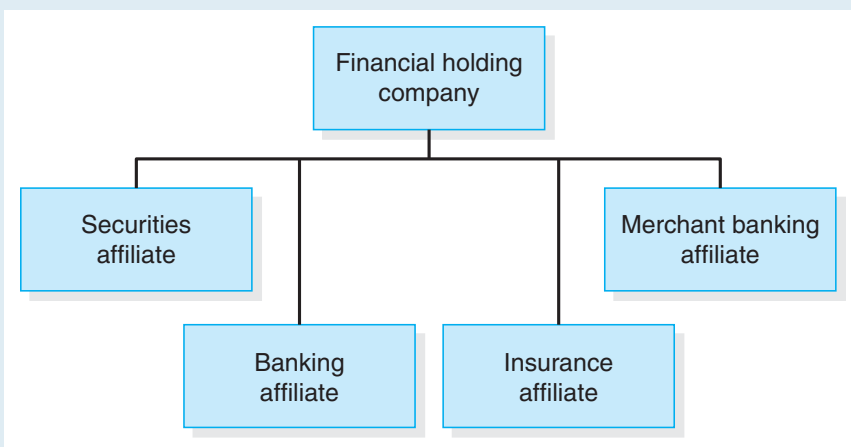 Financial holding
company
Securities
affiliate
Merchant banking
affiliate
Banking
affiliate
Insurance
affiliate